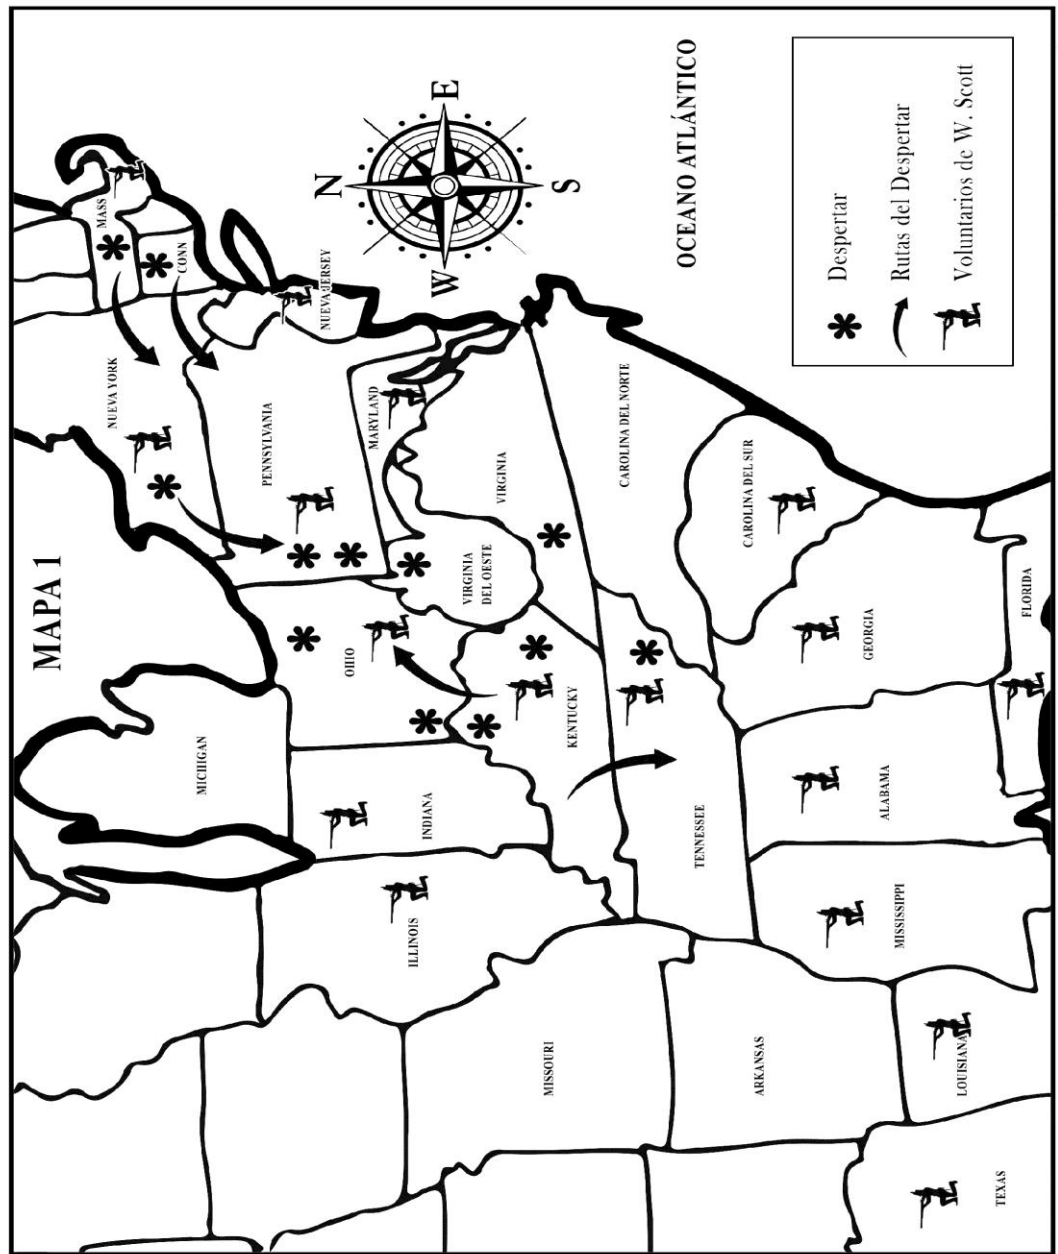 MAPA 1
MICHIGAN
NUEVA YORK
MASS
CONN
NUEVA JERSEY
PENNSYLVANIA
MARYLAND
OHIO
INDIANA
ILLINOIS
VIRGINIA
DEL OESTE
VIRGINIA
KENTUCKY
CAROLINA DEL NORTE
TENNESSEE
CAROLINA DEL SUR
GEORGIA
ALABAMA
MISSISSIPPI
FLORIDA
MISSOURI
ARKANSAS
LOUISIANA
TEXAS
N
E
S
W
OCEANO ATLÁNTICO
Despertar
Rutas del Despertar
Voluntarios de W. Scott